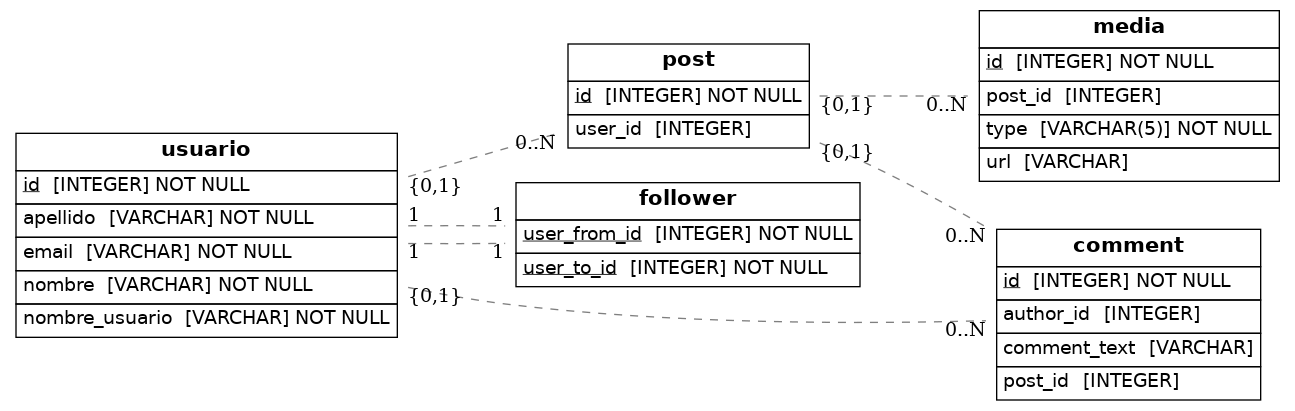 usuario
id [INTEGER] NOT NULL
apellido [VARCHAR] NOT NULL
email [VARCHAR] NOT NULL
nombre [VARCHAR] NOT NULL
nombre_usuario [VARCHAR] NOT NULL
post
id [INTEGER] NOT NULL
user_id [INTEGER]
follower
user_from_id [INTEGER] NOT NULL
user_to_id [INTEGER] NOT NULL
media
id [INTEGER] NOT NULL
post_id [INTEGER]
type [VARCHAR(5)] NOT NULL
url [VARCHAR]
comment
id [INTEGER] NOT NULL
author_id [INTEGER]
comment_text [VARCHAR]
post_id [INTEGER]
0..N
{0,1}
1 1
1 1
{0,1}
0..N
{0,1} 0..N
{0,1}
0..N